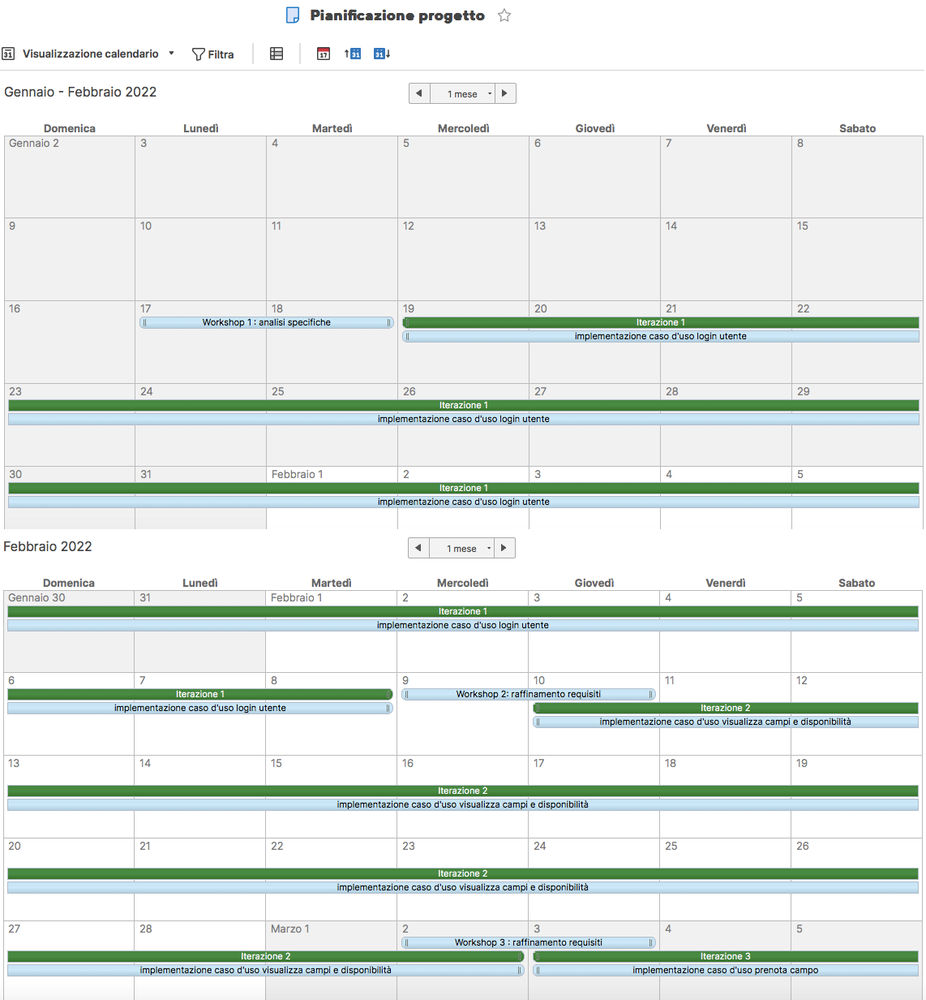 Pianificazione progetto
31 Visualizzazione calendario Filtra 17 31 31
Gennaio - Febbraio 2022 1 mese
Domenica Lunedì Martedì Mercoledì Giovedì Venerdì Sabato
Gennaio 2 3 4 5 6 7 8
9 10 11 12 13 14 15
16 17 18 19 20 21 22
Workshop 1 : analisi specifiche Iterazione 1
implementazione caso d'uso login utente
23 24 25 26 27 28 29
Iterazione 1
implementazione caso d'uso login utente
30 31 Febbraio 1 2 3 4 5
Iterazione 1
implementazione caso d'uso login utente
Febbraio 2022 1 mese
Domenica Lunedì Martedì Mercoledì Giovedì Venerdì Sabato
Gennaio 30 31 Febbraio 1 2 3 4 5
Iterazione 1
implementazione caso d'uso login utente
6 7 8 9 10 11 12
Iterazione 1 Workshop 2: raffinamento requisiti
implementazione caso d'uso login utente Iterazione 2
implementazione caso d'uso visualizza campi e disponibilità
13 14 15 16 17 18 19
Iterazione 2
implementazione caso d'uso visualizza campi e disponibilità
20 21 22 23 24 25 26
Iterazione 2
implementazione caso d'uso visualizza campi e disponibilità
27 28 Marzo 1 2 3 4 5
Workshop 3 : raffinamento requisiti
Iterazione 2 Iterazione 3
implementazione caso d'uso visualizza campi e disponibilità implementazione caso d'uso prenota campo